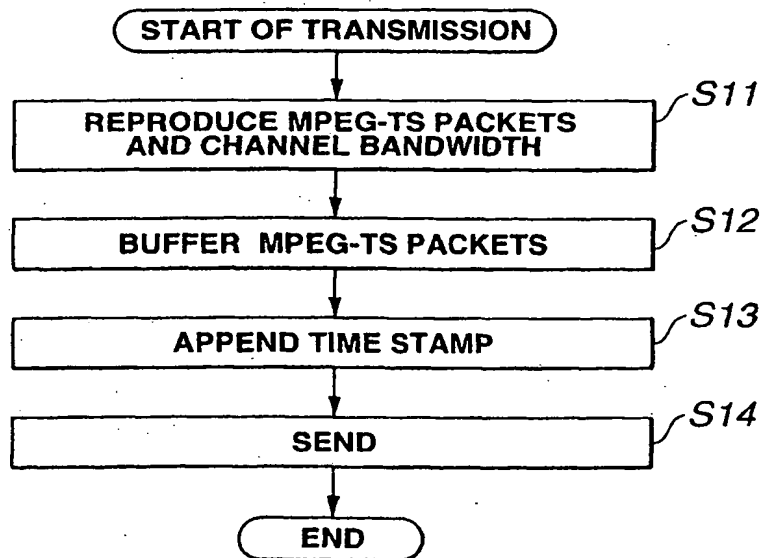 START OF TRANSMISSION
S11
REPRODUCE MPEG-TS PACKETS
AND CHANNEL BANDWIDTH
S12
BUFFER MPEG-TS PACKETS
S13
APPEND TIME STAMP
S14
SEND
END